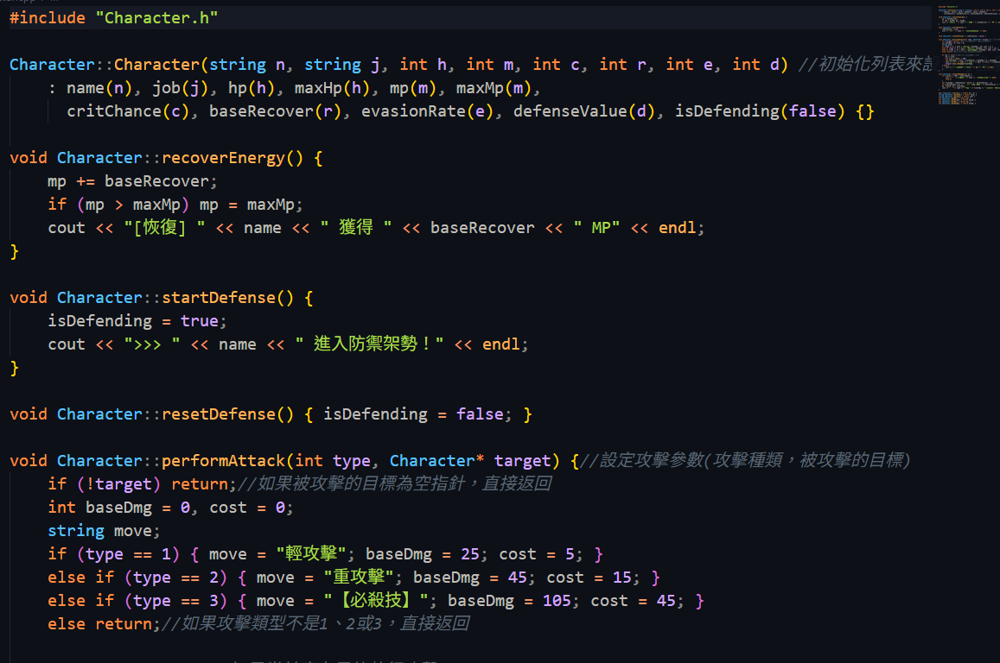 #include "Character.h"
Character::Character(string n, string j, int h, int m, int c, int r, int e, int d) //初始化列表來
    : name(n), job(j), hp(h), maxHp(h), mp(m), maxMp(m),
      critChance(c), baseRecover(r), evasionRate(e), defenseValue(d), isDefending(false) {}
void Character::recoverEnergy() {
    mp += baseRecover;
    if (mp > maxMp) mp = maxMp;
    cout << "[恢復] " << name << " 獲得 " << baseRecover << " MP" << endl;
}
void Character::startDefense() {
    isDefending = true;
    cout << ">>> " << name << " 進入防禦架勢！" << endl;
}
void Character::resetDefense() { isDefending = false; }
void Character::performAttack(int type, Character* target) {//設定攻擊參數(攻擊種類，被攻擊的目標)
    if (!target) return;//如果被攻擊的目標為空指針，直接返回
    int baseDmg = 0, cost = 0;
    string move;
    if (type == 1) { move = "輕攻擊"; baseDmg = 25; cost = 5; }
    else if (type == 2) { move = "重攻擊"; baseDmg = 45; cost = 15; }
    else if (type == 3) { move = "【必殺技】"; baseDmg = 105; cost = 45; }
    else return;//如果攻擊類型不是1、2或3，直接返回